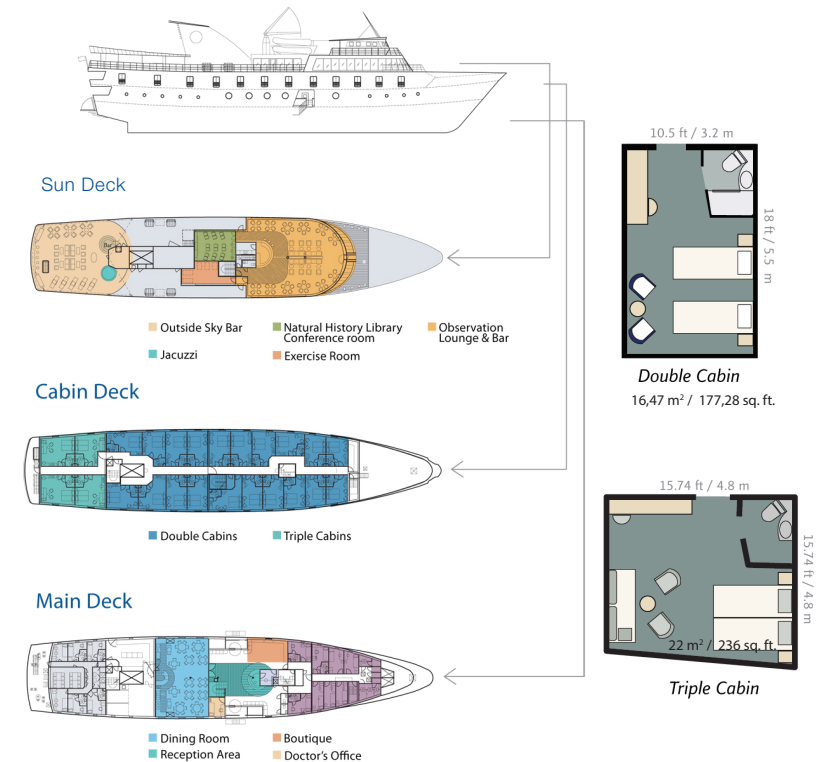 10.5 ft / 3.2 m
18 ft / 5.5 m
Sun Deck
Bar
Outside Sky Bar
Natural History Library
Conference room
Observation
Lounge & Bar
Jacuzzi
Exercise Room
Double Cabin
16,47 m² / 177,28 sq. ft.
Cabin Deck
Double Cabins
Triple Cabins
15.74 ft / 4.8 m
15.74 ft / 4.8 m
22 m² / 236 sq. ft.
Triple Cabin
Main Deck
Dining Room
Boutique
Reception Area
Doctor's Office